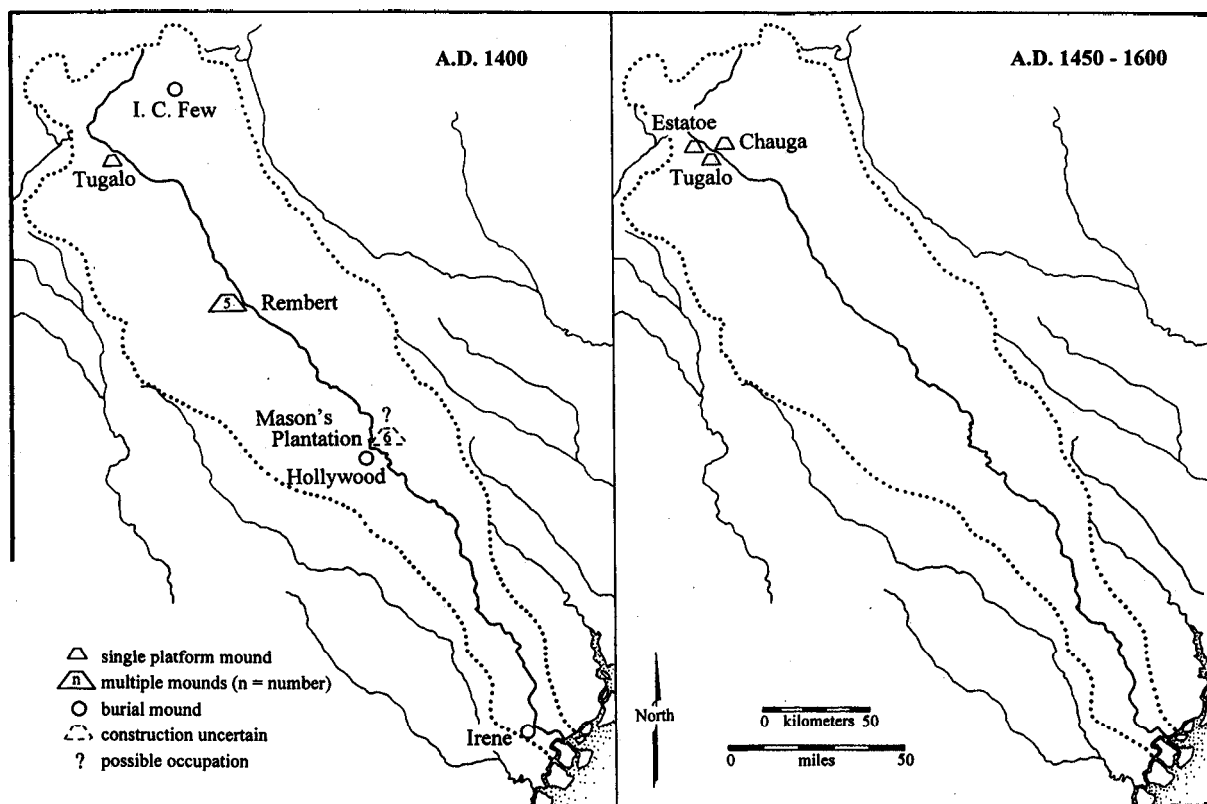 A.D. 1400
I. C. Few
Tugalo
5
Rembert
?
Mason's
Plantation
6
Hollywood
single platform mound
n
multiple mounds (n = number)
burial mound
construction uncertain
? possible occupation
Irene
A.D. 1450 - 1600
Estatoe
Chauga
Tugalo
North
0 kilometers 50
0 miles 50